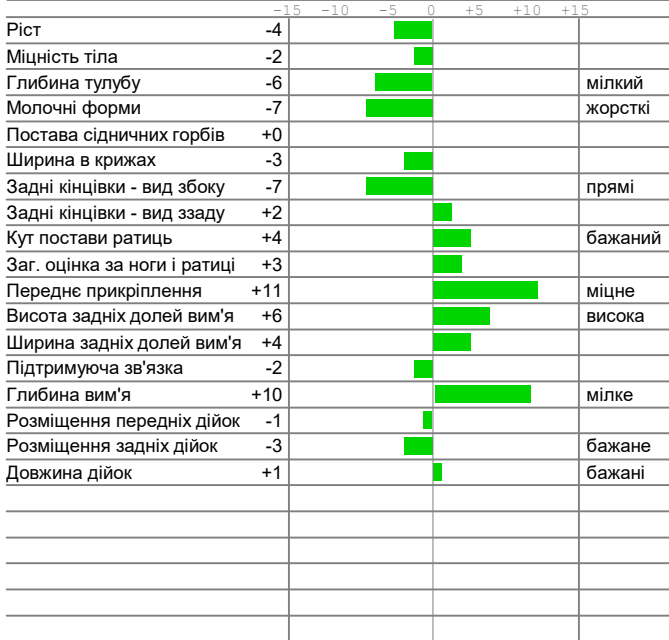 -15 -10 -5 0 +5 +10 +15
Ріст -4
Міцність тіла -2
Глибина тулубу -6 мілкий
Молочні форми -7 жорсткі
Постава сідничних горбів +0
Ширина в крижах -3
Задні кінцівки - вид збоку -7 прямі
Задні кінцівки - вид ззаду +2
Кут постави ратиць +4 бажаний
Заг. оцінка за ноги і ратиці +3
Переднє прикріплення +11 міцне
Висота задніх долей вим'я +6 висока
Ширина задніх долей вим'я +4
Підтримуюча зв'язка -2
Глибина вим'я +10 мілке
Розміщення передніх дійок -1
Розміщення задніх дійок -3 бажане
Довжина дійок +1 бажані